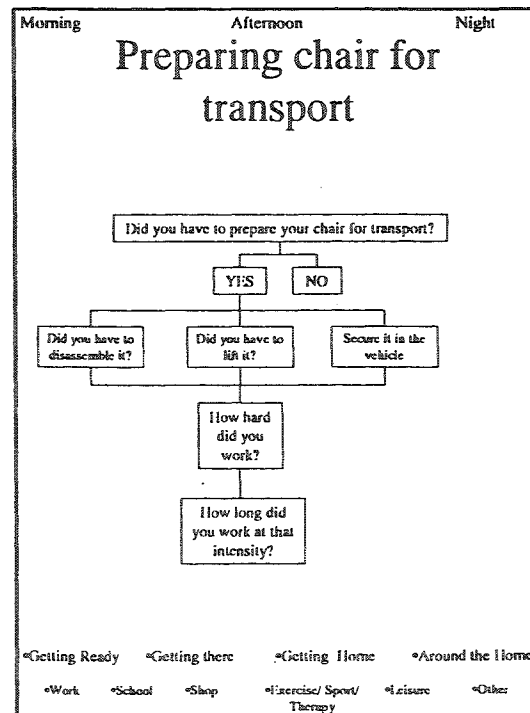 Morning Afternoon Night
Preparing chair for
transport
Did you have to prepare your chair for transport?
YES NO
Did you have to
disassemble it?
Did you have to
lift it?
Secure it in the
vehicle
How hard
did you
work?
How long did
you work at that
intensity?
•Getting Ready •Getting there •Getting Home •Around the Home
•Work •School •Shop •Exercise/ Sport/
Therapy
•Leisure •Other